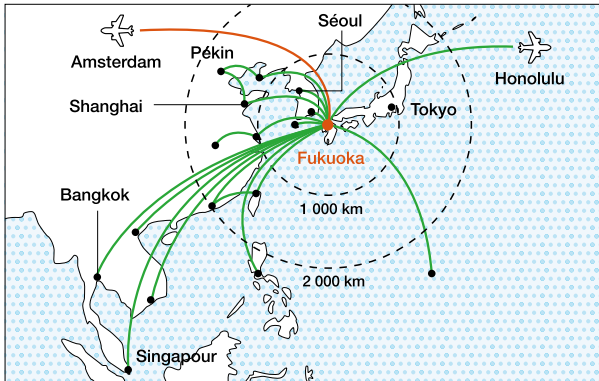 Séoul
Amsterdam
Pékin
Honolulu
Shanghai
Tokyo
Fukuoka
Bangkok
1 000 km
2 000 km
Singapour